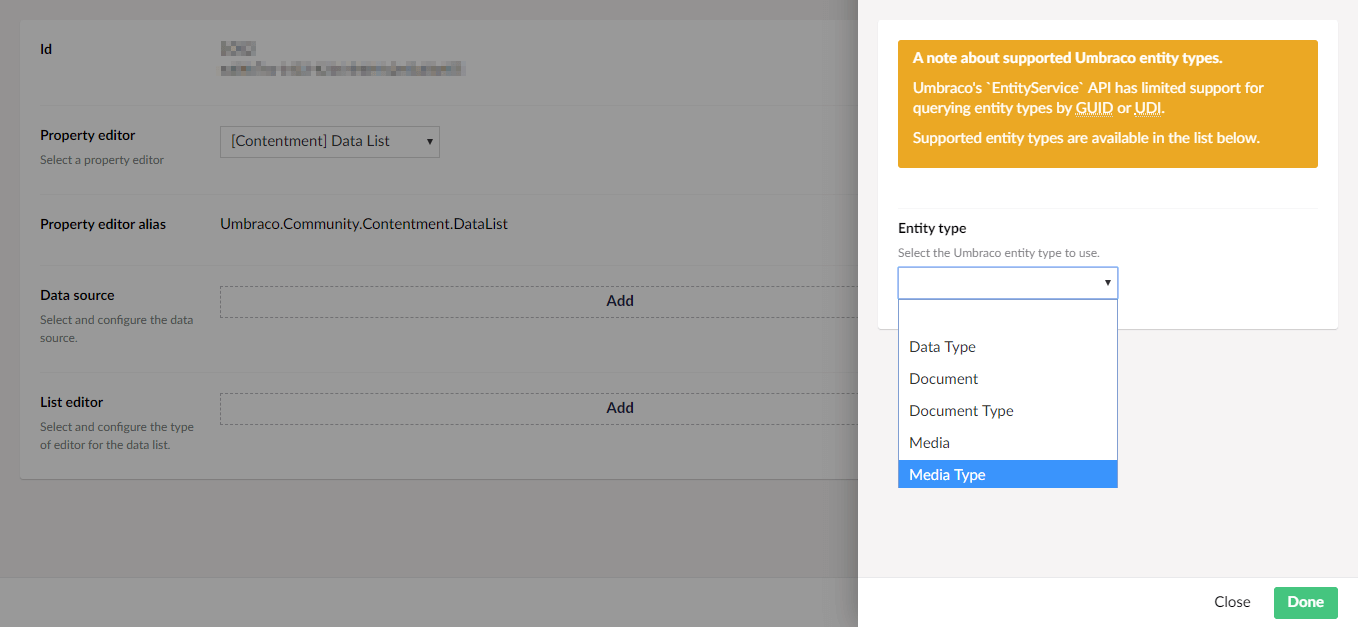 Id
Property editor
Select a property editor
[Contentment] Data List
Property editor alias
Umbraco.Community.Contentment.DataList
Data source
Select and configure the data
source.
Add
List editor
Select and configure the type
of editor for the data list.
Add
A note about supported Umbraco entity types.
Umbraco's `EntityService` API has limited support for
querying entity types by GUID or UDI.
Supported entity types are available in the list below.
Entity type
Select the Umbraco entity type to use.
Data Type
Document
Document Type
Media
Media Type
Close
Done